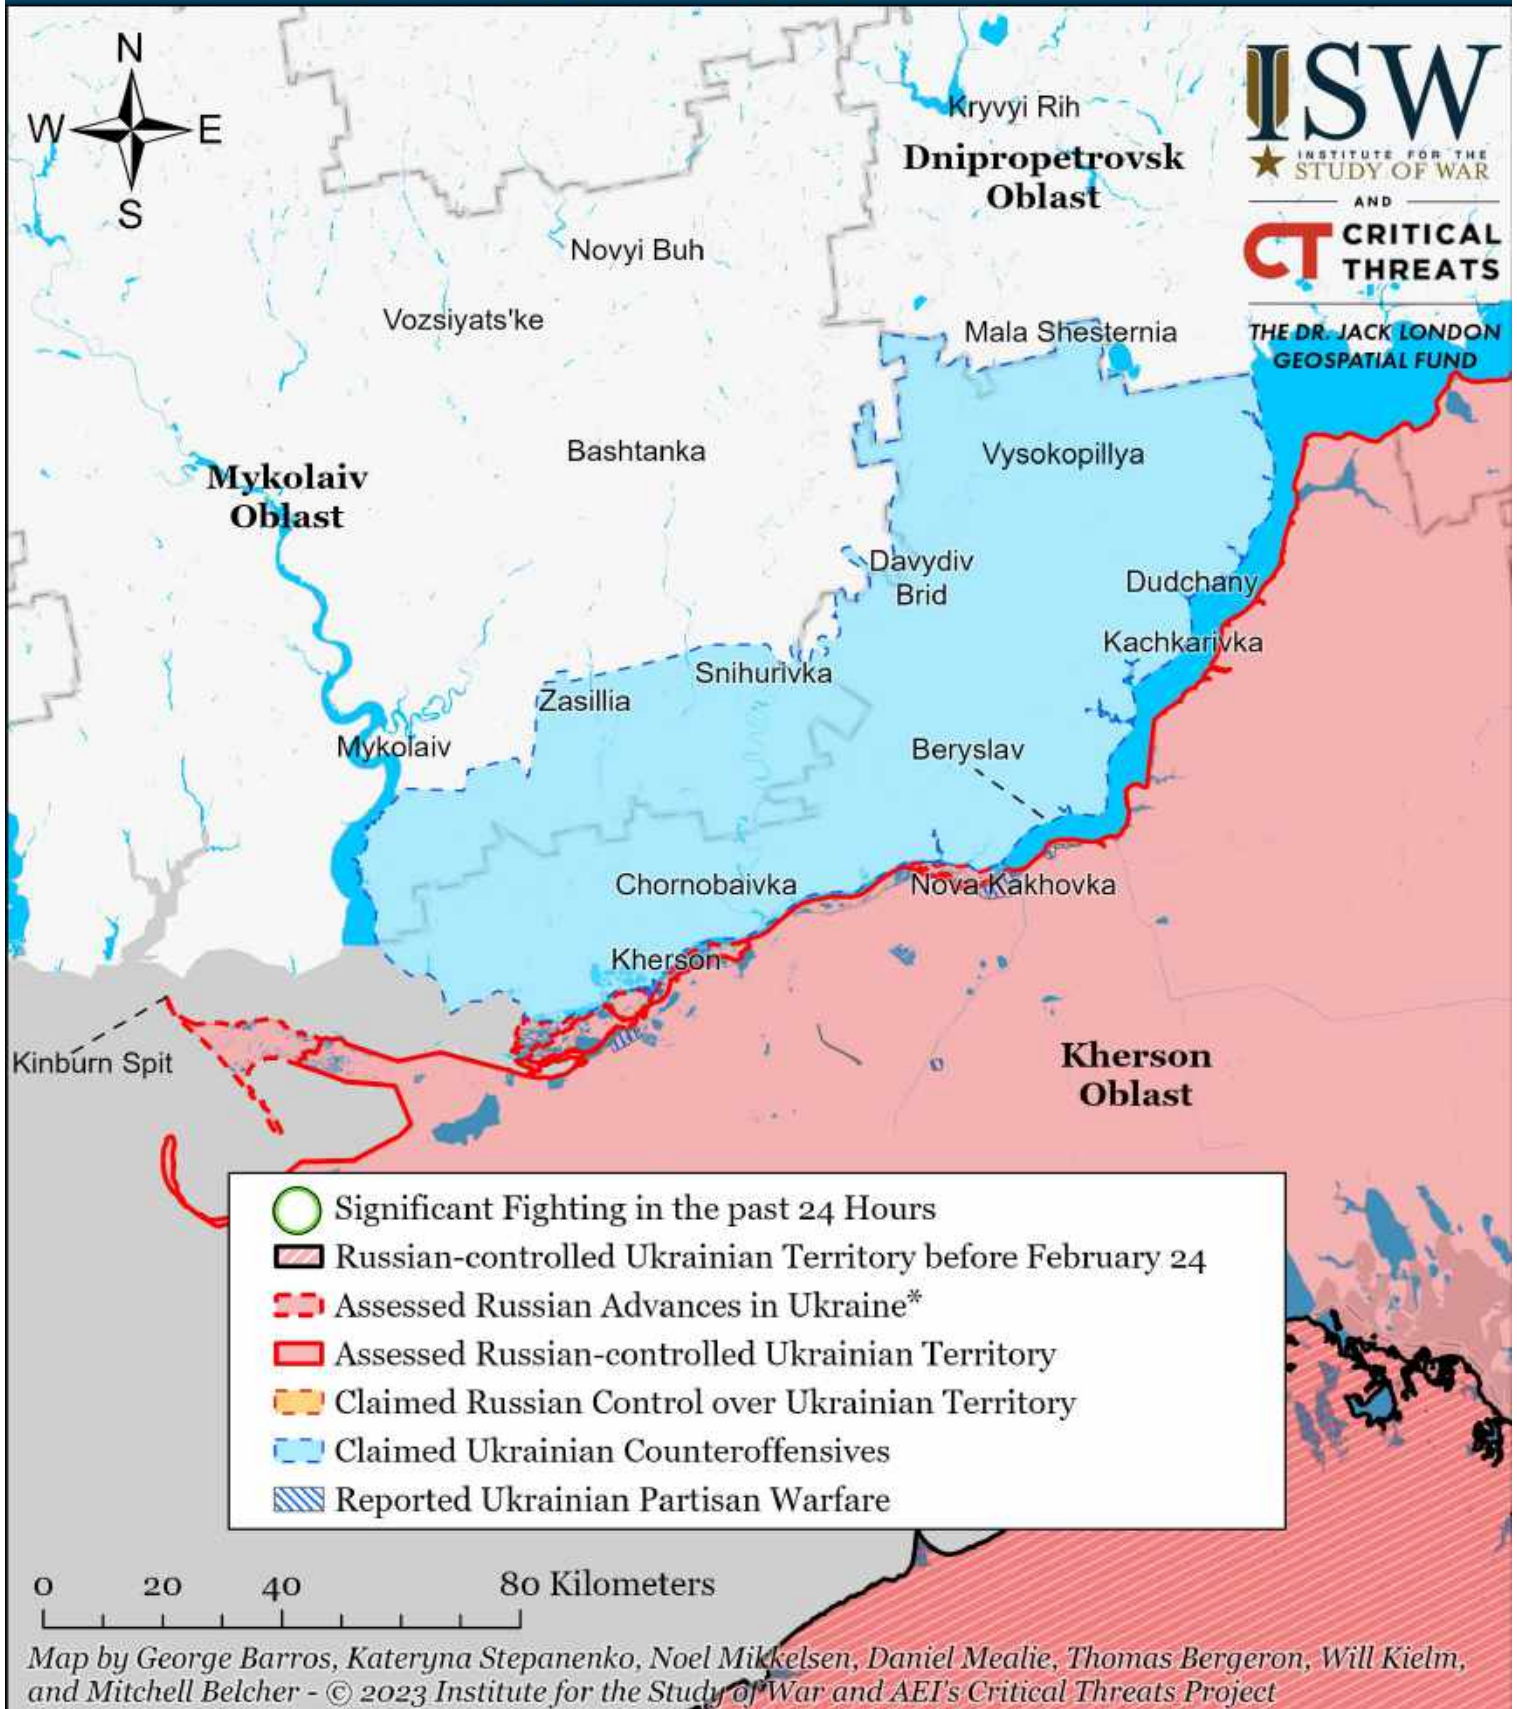 N
W E
S
Kryvyi Rih
Dnipropetrovsk
Oblast
ISW
INSTITUTE FOR THE
STUDY OF WAR
AND
CT CRITICAL
THREATS
THE DR. JACK LONDON
GEOSPATIAL FUND
Novyi Buh
Vozsiyats'ke
Mala Shesternia
Bashtanka
Vysokopillya
Mykolaiv
Oblast
Davydiv
Brid
Dudchany
Kachkarivka
Snihurivka
Zasillia
Mykolaiv
Beryslav
Chornobaivka
Nova Kakhovka
Kherson
Kinburn Spit
Kherson
Oblast
Significant Fighting in the past 24 Hours
Russian-controlled Ukrainian Territory before February 24
Assessed Russian Advances in Ukraine*
Assessed Russian-controlled Ukrainian Territory
Claimed Russian Control over Ukrainian Territory
Claimed Ukrainian Counteroffensives
Reported Ukrainian Partisan Warfare
0 20 40 80 Kilometers
Map by George Barros, Kateryna Stepanenko, Noel Mikkelsen, Daniel Mealie, Thomas Bergeron, Will Kielm,
and Mitchell Belcher - © 2023 Institute for the Study of War and AEI's Critical Threats Project